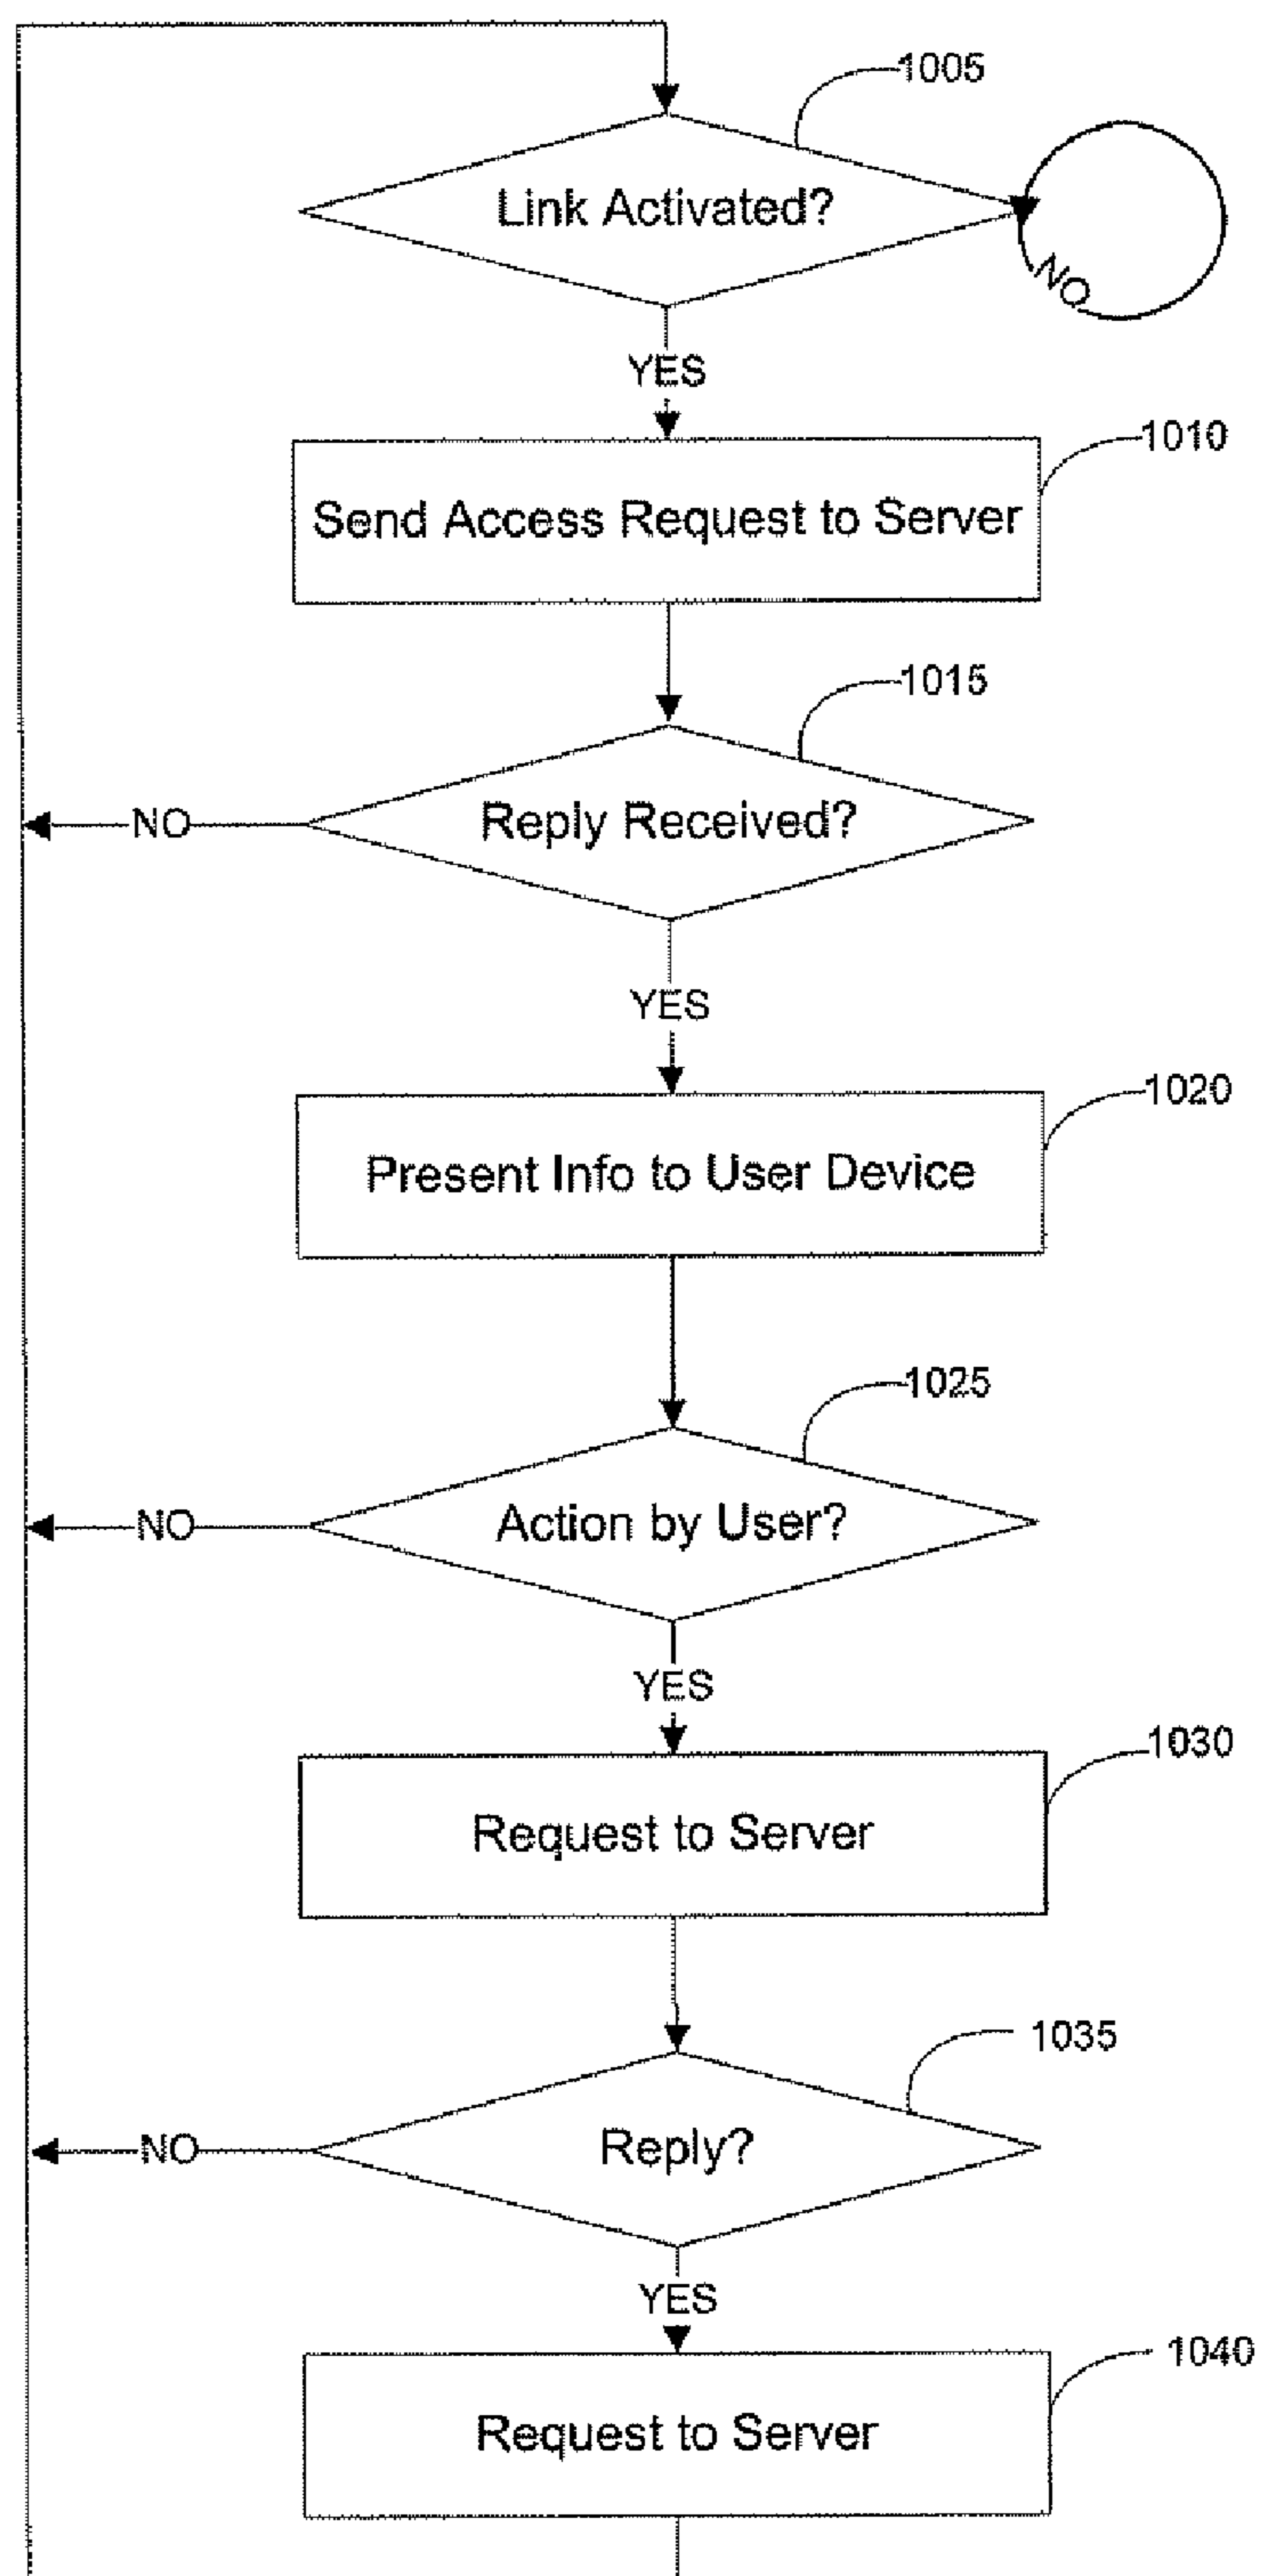 1005
Link Activated?
NO
YES
1010
Send Access Request to Server
1015
Reply Received?
NO
YES
1020
Present Info to User Device
1025
Action by User?
NO
YES
1030
Request to Server
1035
Reply?
NO
YES
1040
Request to Server